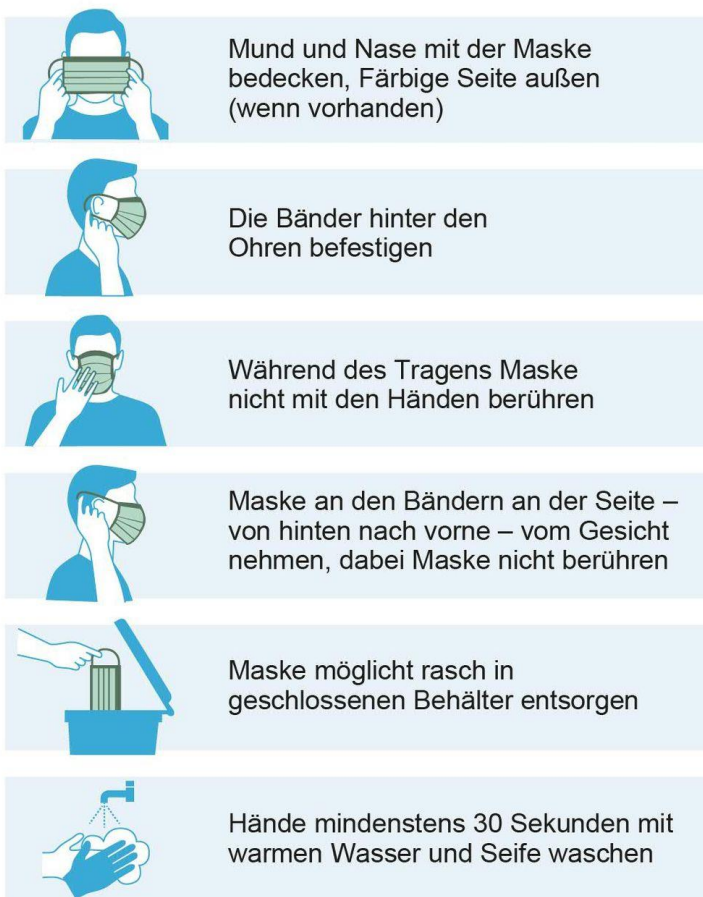 Mund und Nase mit der Maske
bedecken, Färbige Seite außen
(wenn vorhanden)
Die Bänder hinter den
Ohren befestigen
Während des Tragens Maske
nicht mit den Händen berühren
Maske an den Bändern an der Seite –
von hinten nach vorne – vom Gesicht
nehmen, dabei Maske nicht berühren
Maske möglicht rasch in
geschlossenen Behälter entsorgen
Hände mindenstens 30 Sekunden mit
warmen Wasser und Seife waschen